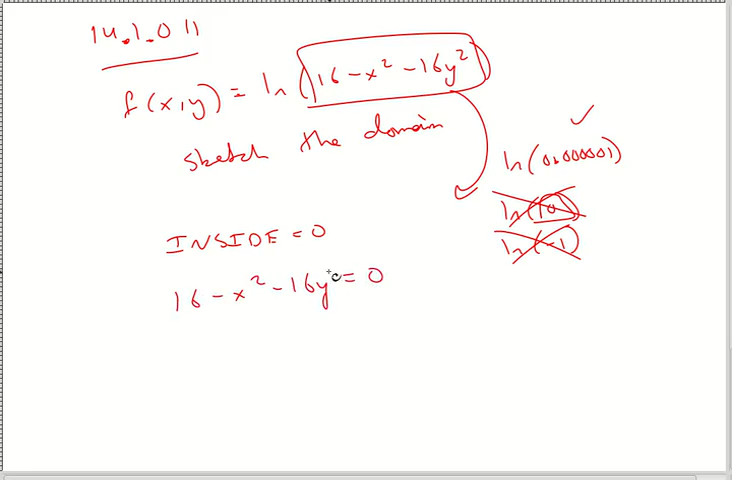 14.1.011
f(x,y) = ln(16 - x² - 16y²)
sketch the domain
ln(0.000001)
ln(0)
ln(-1)
INSIDE = 0
16 - x² - 16y = 0